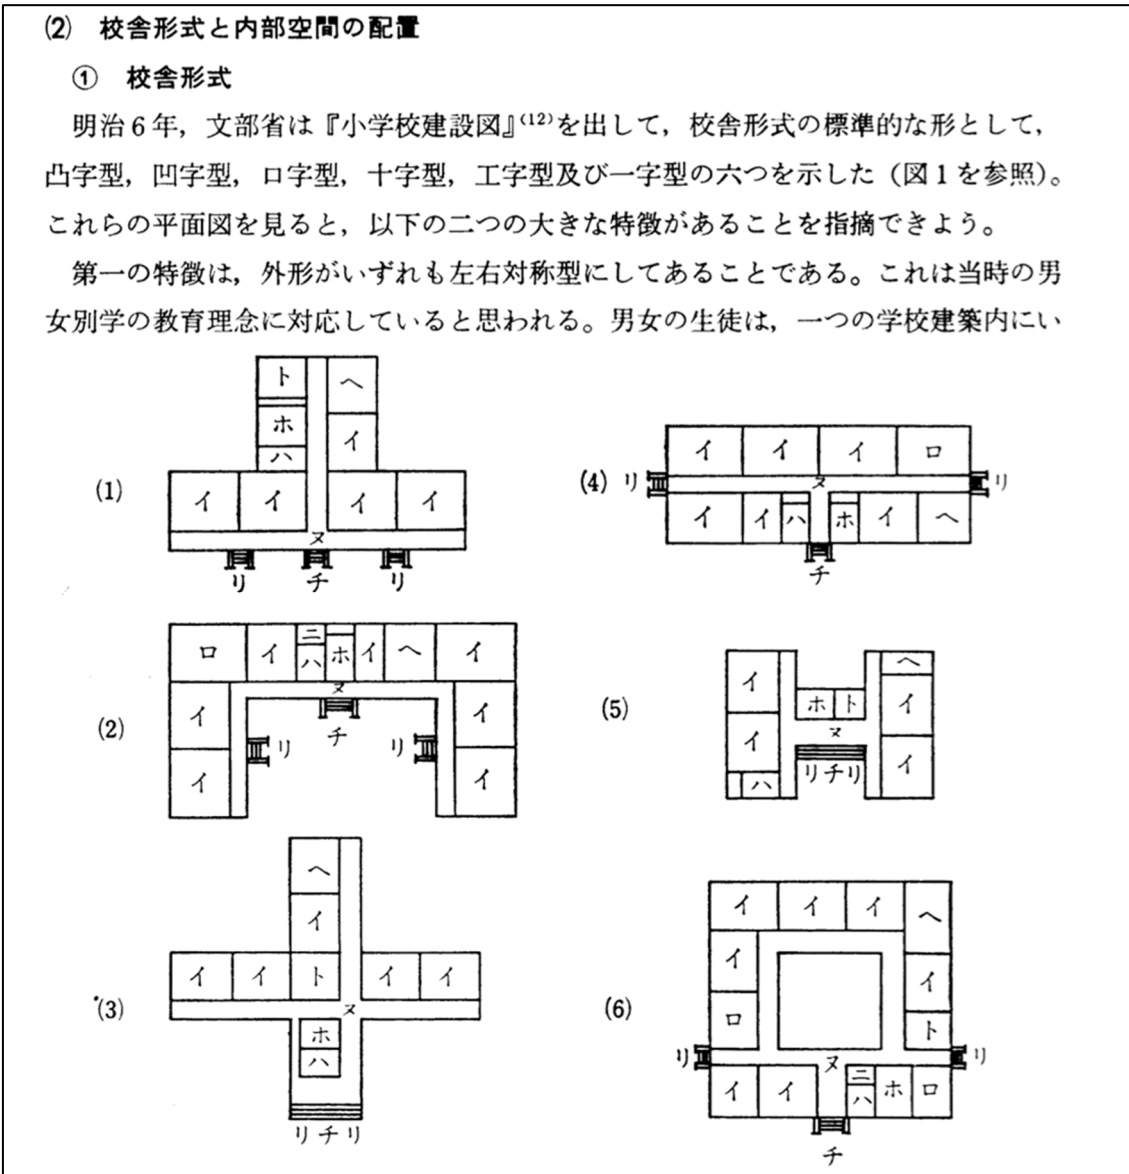 (2) 校舎形式と内部空間の配置
① 校舎形式
明治6年，文部省は『小学校建設図』(12)を出して，校舎形式の標準的な形として，
凸字型，凹字型，ロ字型，十字型，工字型及び一字型の六つを示した（図1を参照）。
これらの平面図を見ると，以下の二つの大きな特徴があることを指摘できよう。
第一の特徴は，外形がいずれも左右対称型にしてあることである。これは当時の男
女別学の教育理念に対応していると思われる。男女の生徒は，一つの学校建築内にい
(1)
ト
ヘ
ホ
イ
ハ
イ イ イ イ
ヌ
リ チ リ
(4)
イ イ イ ロ
リ ヌ リ
イ イ ハ ホ イ ヘ
チ
(2)
ロ イ ニ ハ ホ イ ヘ イ
ヌ
イ イ
リ チ リ
イ イ
(5)
イ ヘ
ホ ト イ
イ ヌ イ
リチリ
ハ
(3)
ヘ
イ
イ イ ト イ イ
ヌ
ホ
ハ
リチリ
(6)
イ イ イ ヘ
イ イ
ロ ト
リ ヌ リ
イ イ ニ ハ ホ ロ
チ